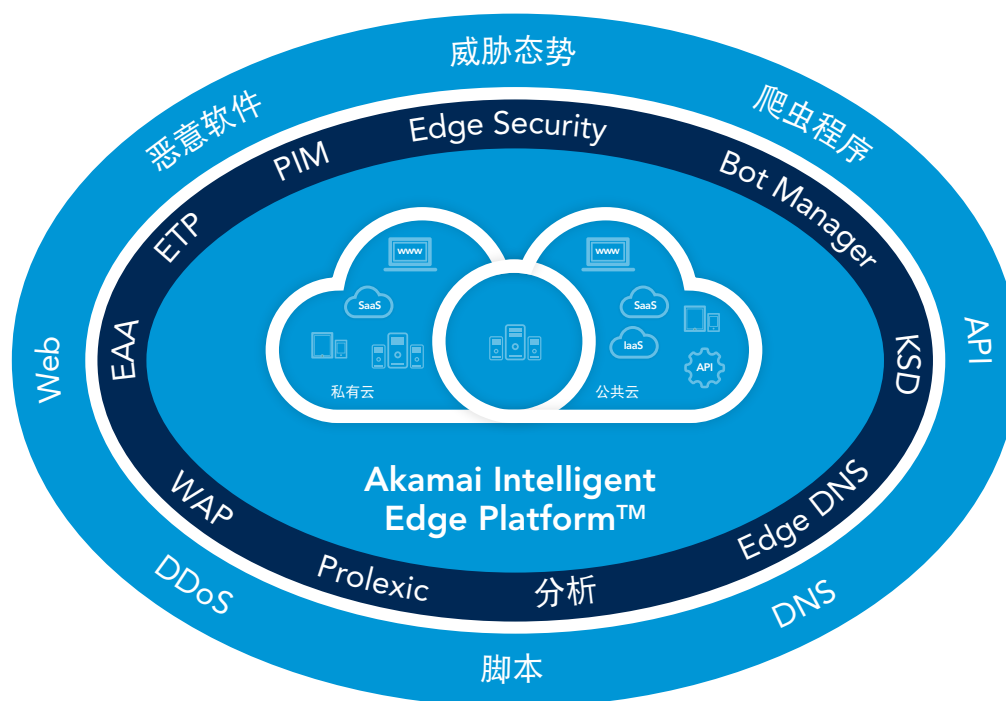 威胁态势
恶意软件
爬虫程序
Web
API
DDoS
DNS
脚本
Edge Security
PIM
Bot Manager
ETP
EAA
KSD
WAP
Edge DNS
Prolexic
分析
www
www
SaaS
SaaS
IaaS
API
私有云
公共云
Akamai Intelligent
Edge Platform™